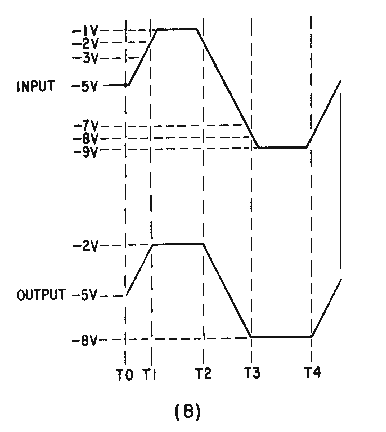 -1V
-2V
-3V
INPUT -5V
-7V
-8V
-9V
-2V
OUTPUT -5V
-8V
T0 T1 T2 T3 T4
(B)